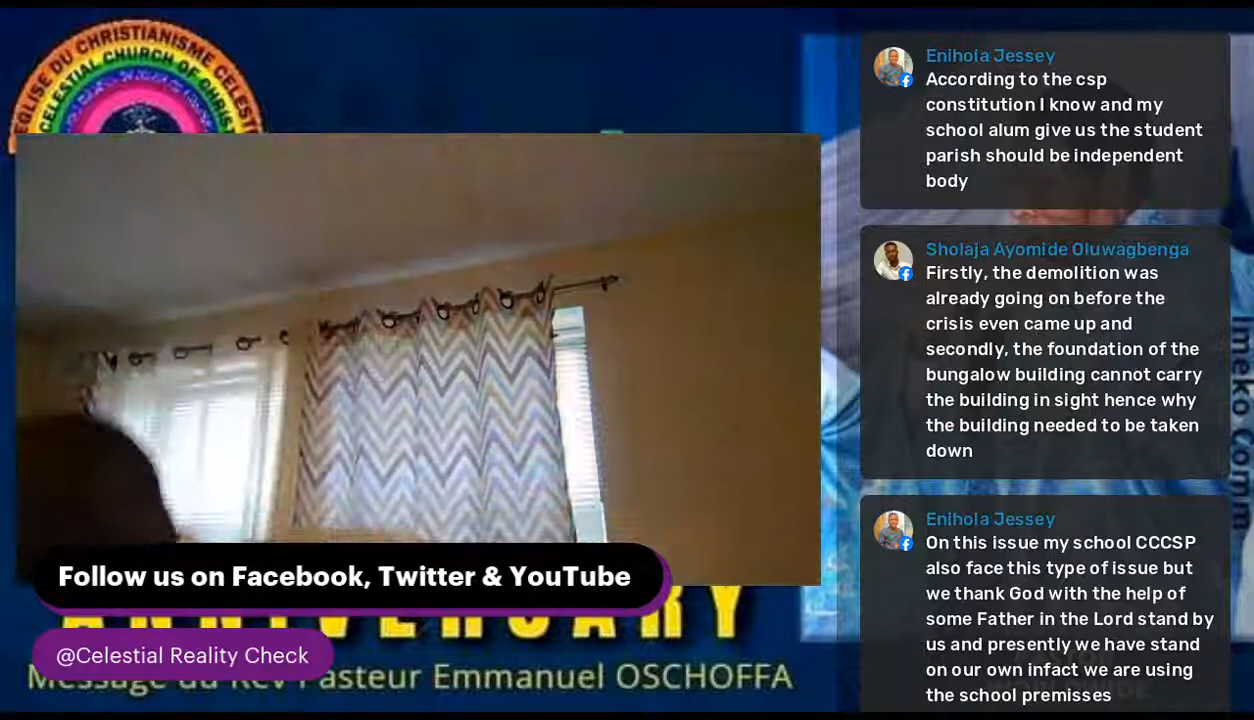 EGLISE DU CHRISTIANISME CELESTE
CELESTIAL CHURCH OF CHRIST
Enihola Jessey
According to the csp
constitution I know and my
school alum give us the student
parish should be independent
body
Sholaja Ayomide Oluwagbenga
Firstly, the demolition was
already going on before the
crisis even came up and
secondly, the foundation of the
bungalow building cannot carry
the building in sight hence why
the building needed to be taken
down
Enihola Jessey
On this issue my school CCCSP
also face this type of issue but
we thank God with the help of
some Father in the Lord stand by
us and presently we have stand
on our own infact we are using
the school premisses
Imeko
Follow us on Facebook, Twitter & YouTube
ANNIVERSARY
@Celestial Reality Check
Message du Rev Pasteur Emmanuel OSCHOFFA